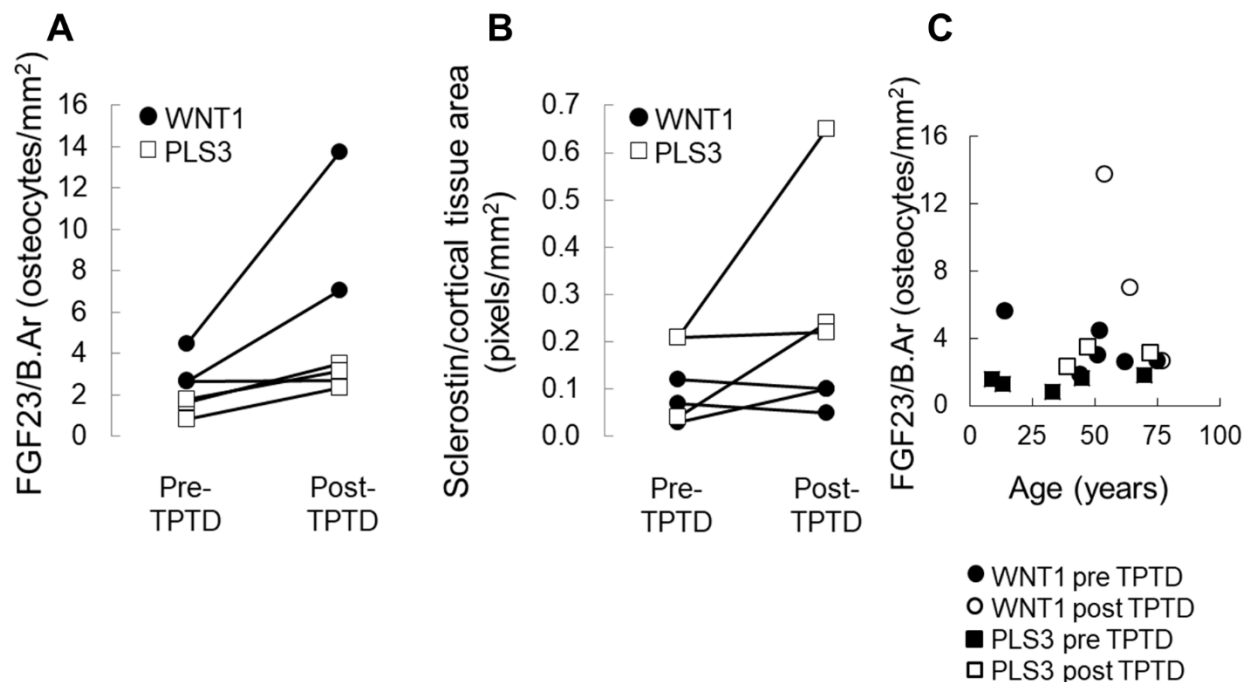 A
FGF23/B.Ar (osteocytes/mm²)
16
14
12
10
8
6
4
2
0
WNT1
PLS3
Pre-
TPTD
Post-
TPTD
B
Sclerostin/cortical tissue area
(pixels/mm²)
0.7
0.6
0.5
0.4
0.3
0.2
0.1
0.0
WNT1
PLS3
Pre-
TPTD
Post-
TPTD
C
FGF23/B.Ar (osteocytes/mm²)
16
12
8
4
0
0 25 50 75 100
Age (years)
WNT1 pre TPTD
WNT1 post TPTD
PLS3 pre TPTD
PLS3 post TPTD